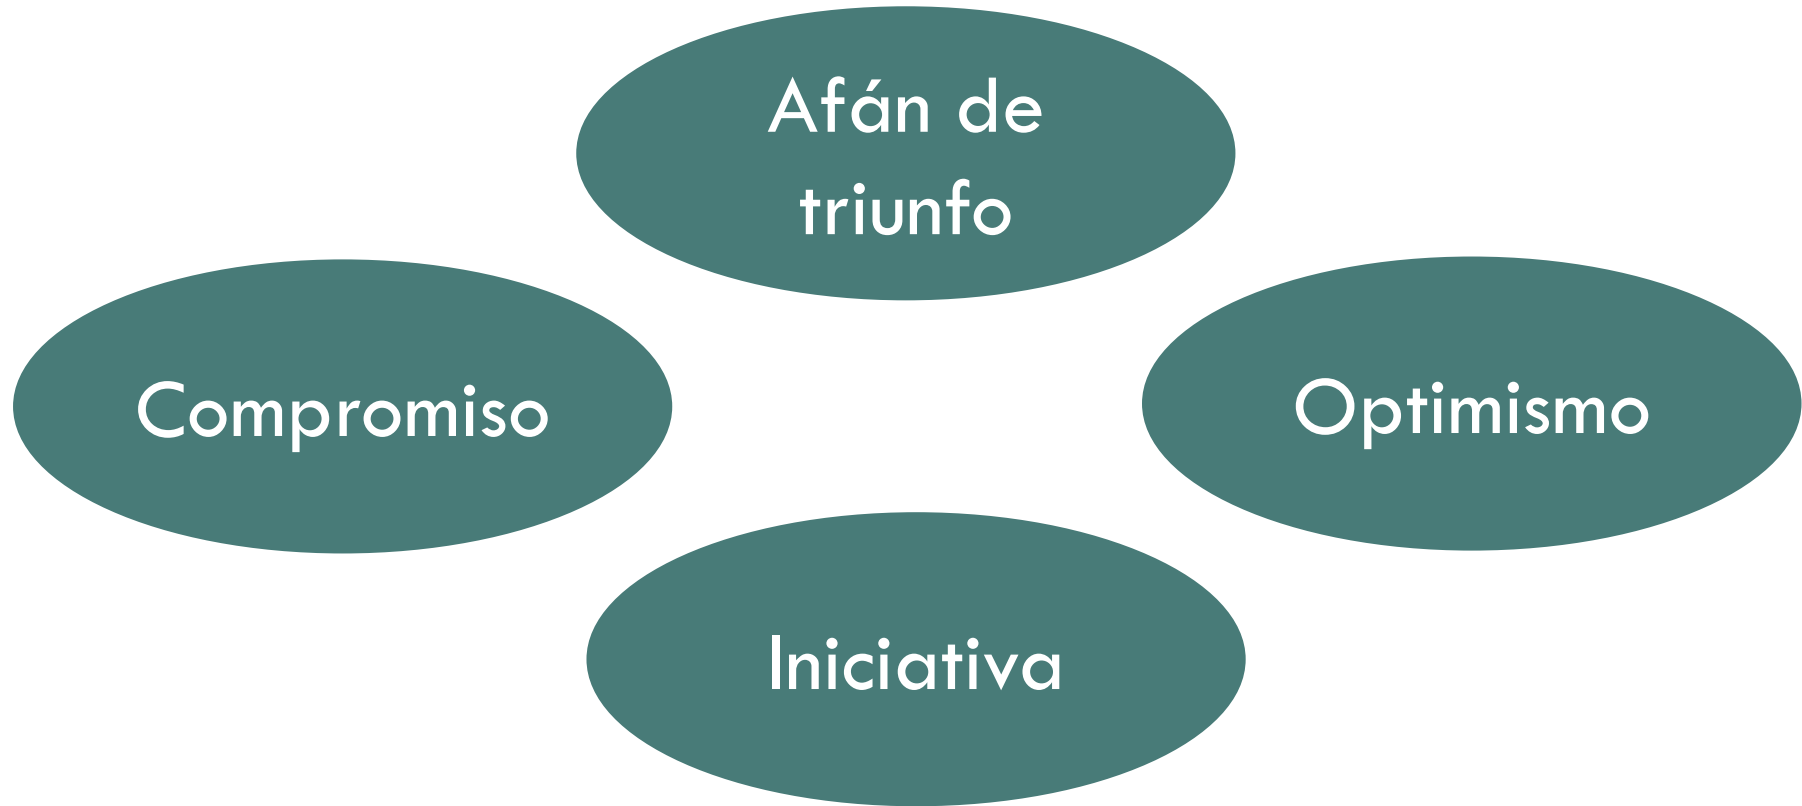 Afán de
triunfo
Compromiso
Optimismo
Iniciativa